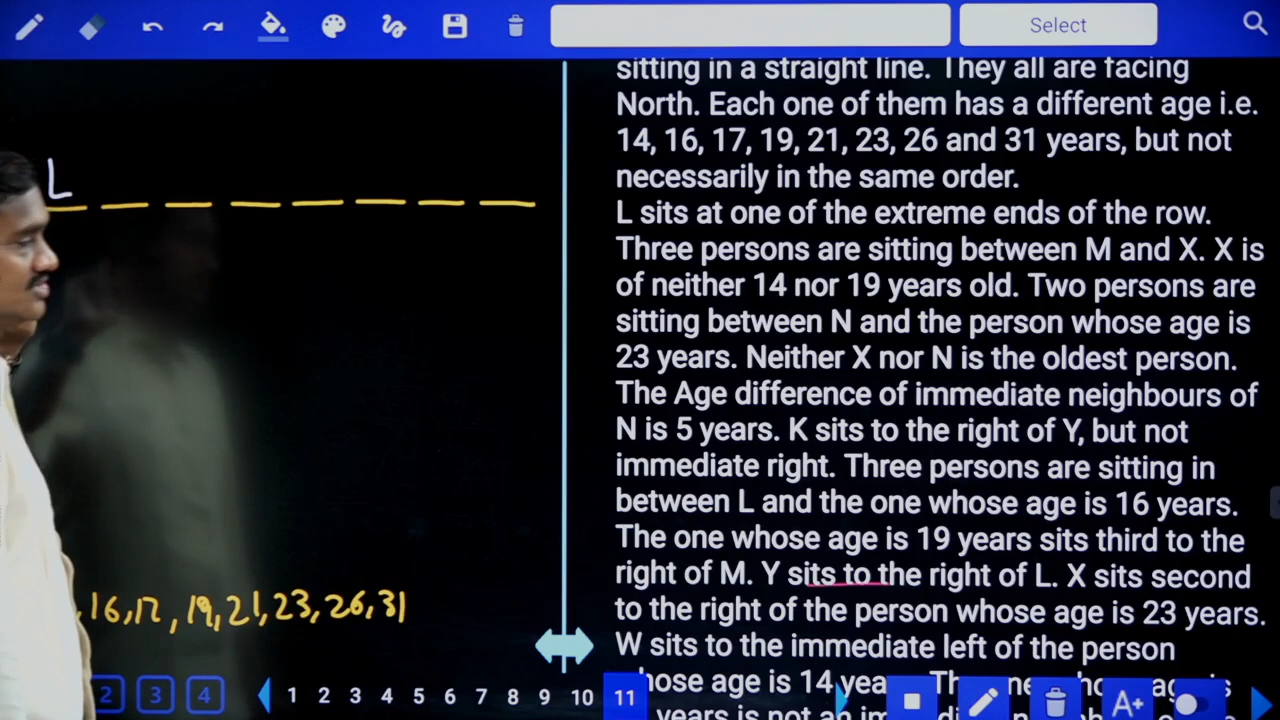 Select
sitting in a straight line. They all are facing
North. Each one of them has a different age i.e.
14, 16, 17, 19, 21, 23, 26 and 31 years, but not
necessarily in the same order.
L sits at one of the extreme ends of the row.
Three persons are sitting between M and X. X is
of neither 14 nor 19 years old. Two persons are
sitting between N and the person whose age is
23 years. Neither X nor N is the oldest person.
The Age difference of immediate neighbours of
N is 5 years. K sits to the right of Y, but not
immediate right. Three persons are sitting in
between L and the one whose age is 16 years.
The one whose age is 19 years sits third to the
right of M. Y sits to the right of L. X sits second
to the right of the person whose age is 23 years.
W sits to the immediate left of the person
whose age is 14
years is not an
L
16, 17, 19, 21, 23, 26, 31
2 3 4 1 2 3 4 5 6 7 8 9 10 11 A+